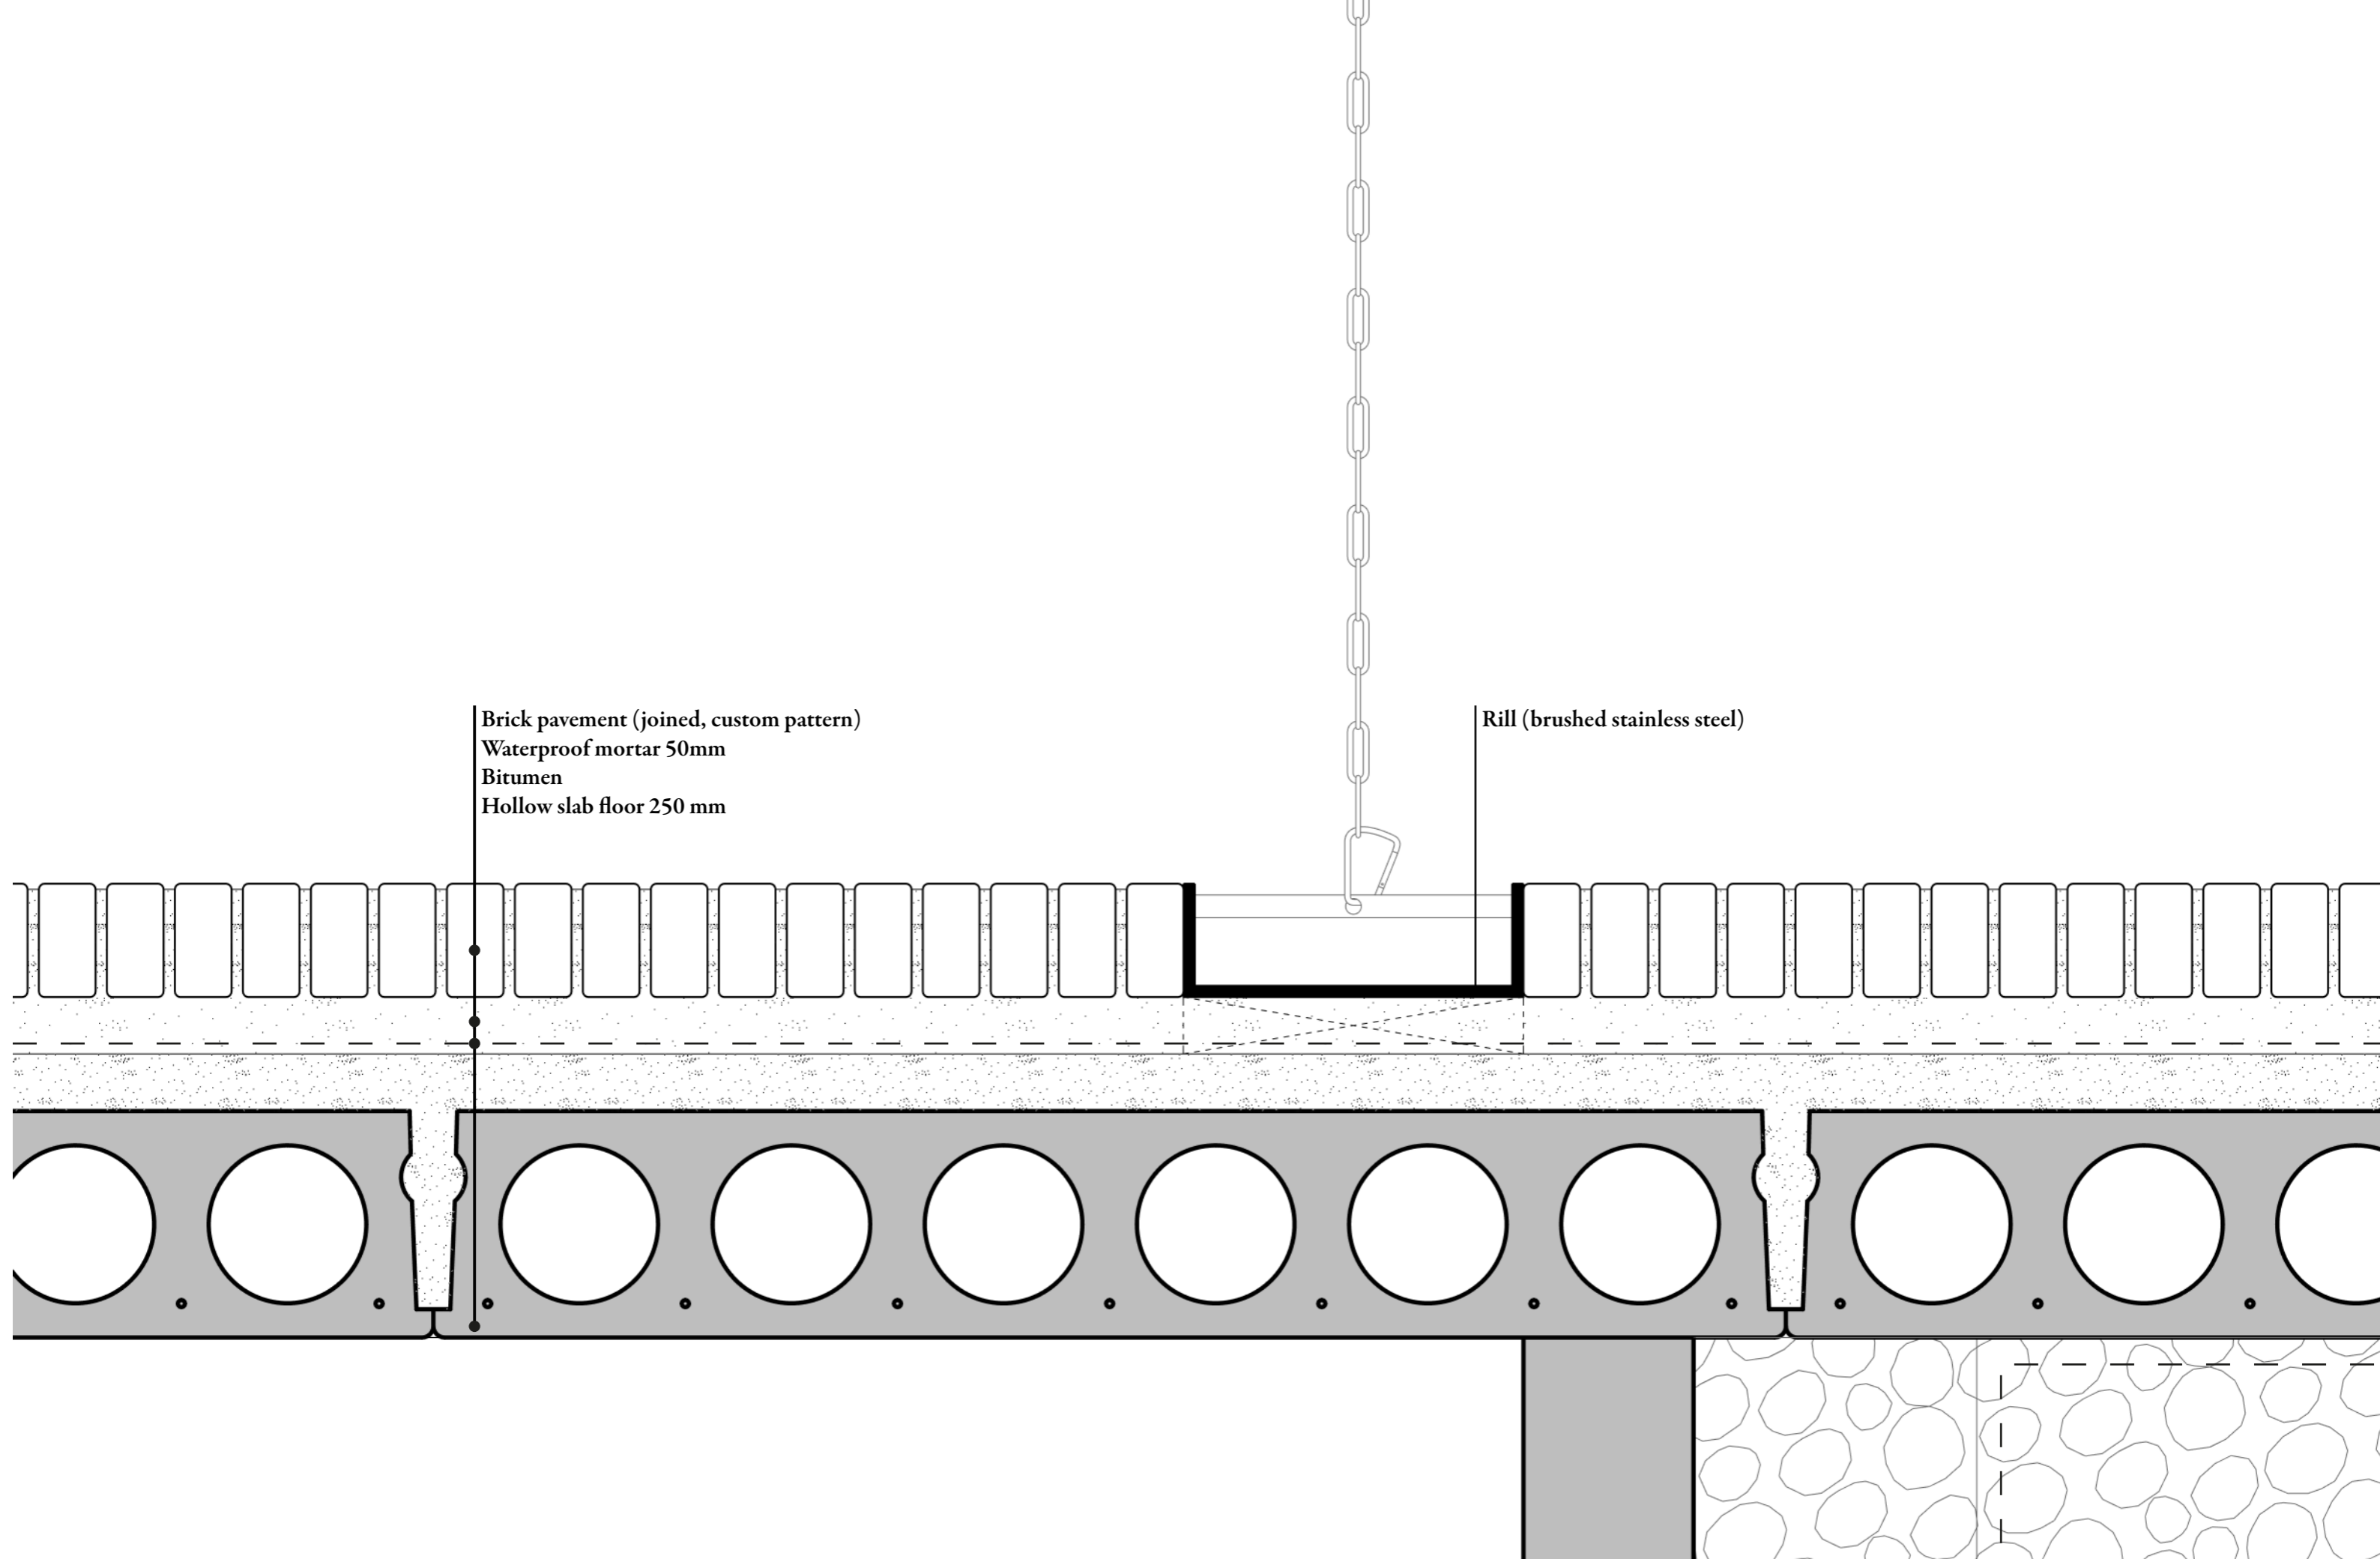 Brick pavement (joined, custom pattern)
Waterproof mortar 50mm
Bitumen
Hollow slab floor 250 mm
Rill (brushed stainless steel)